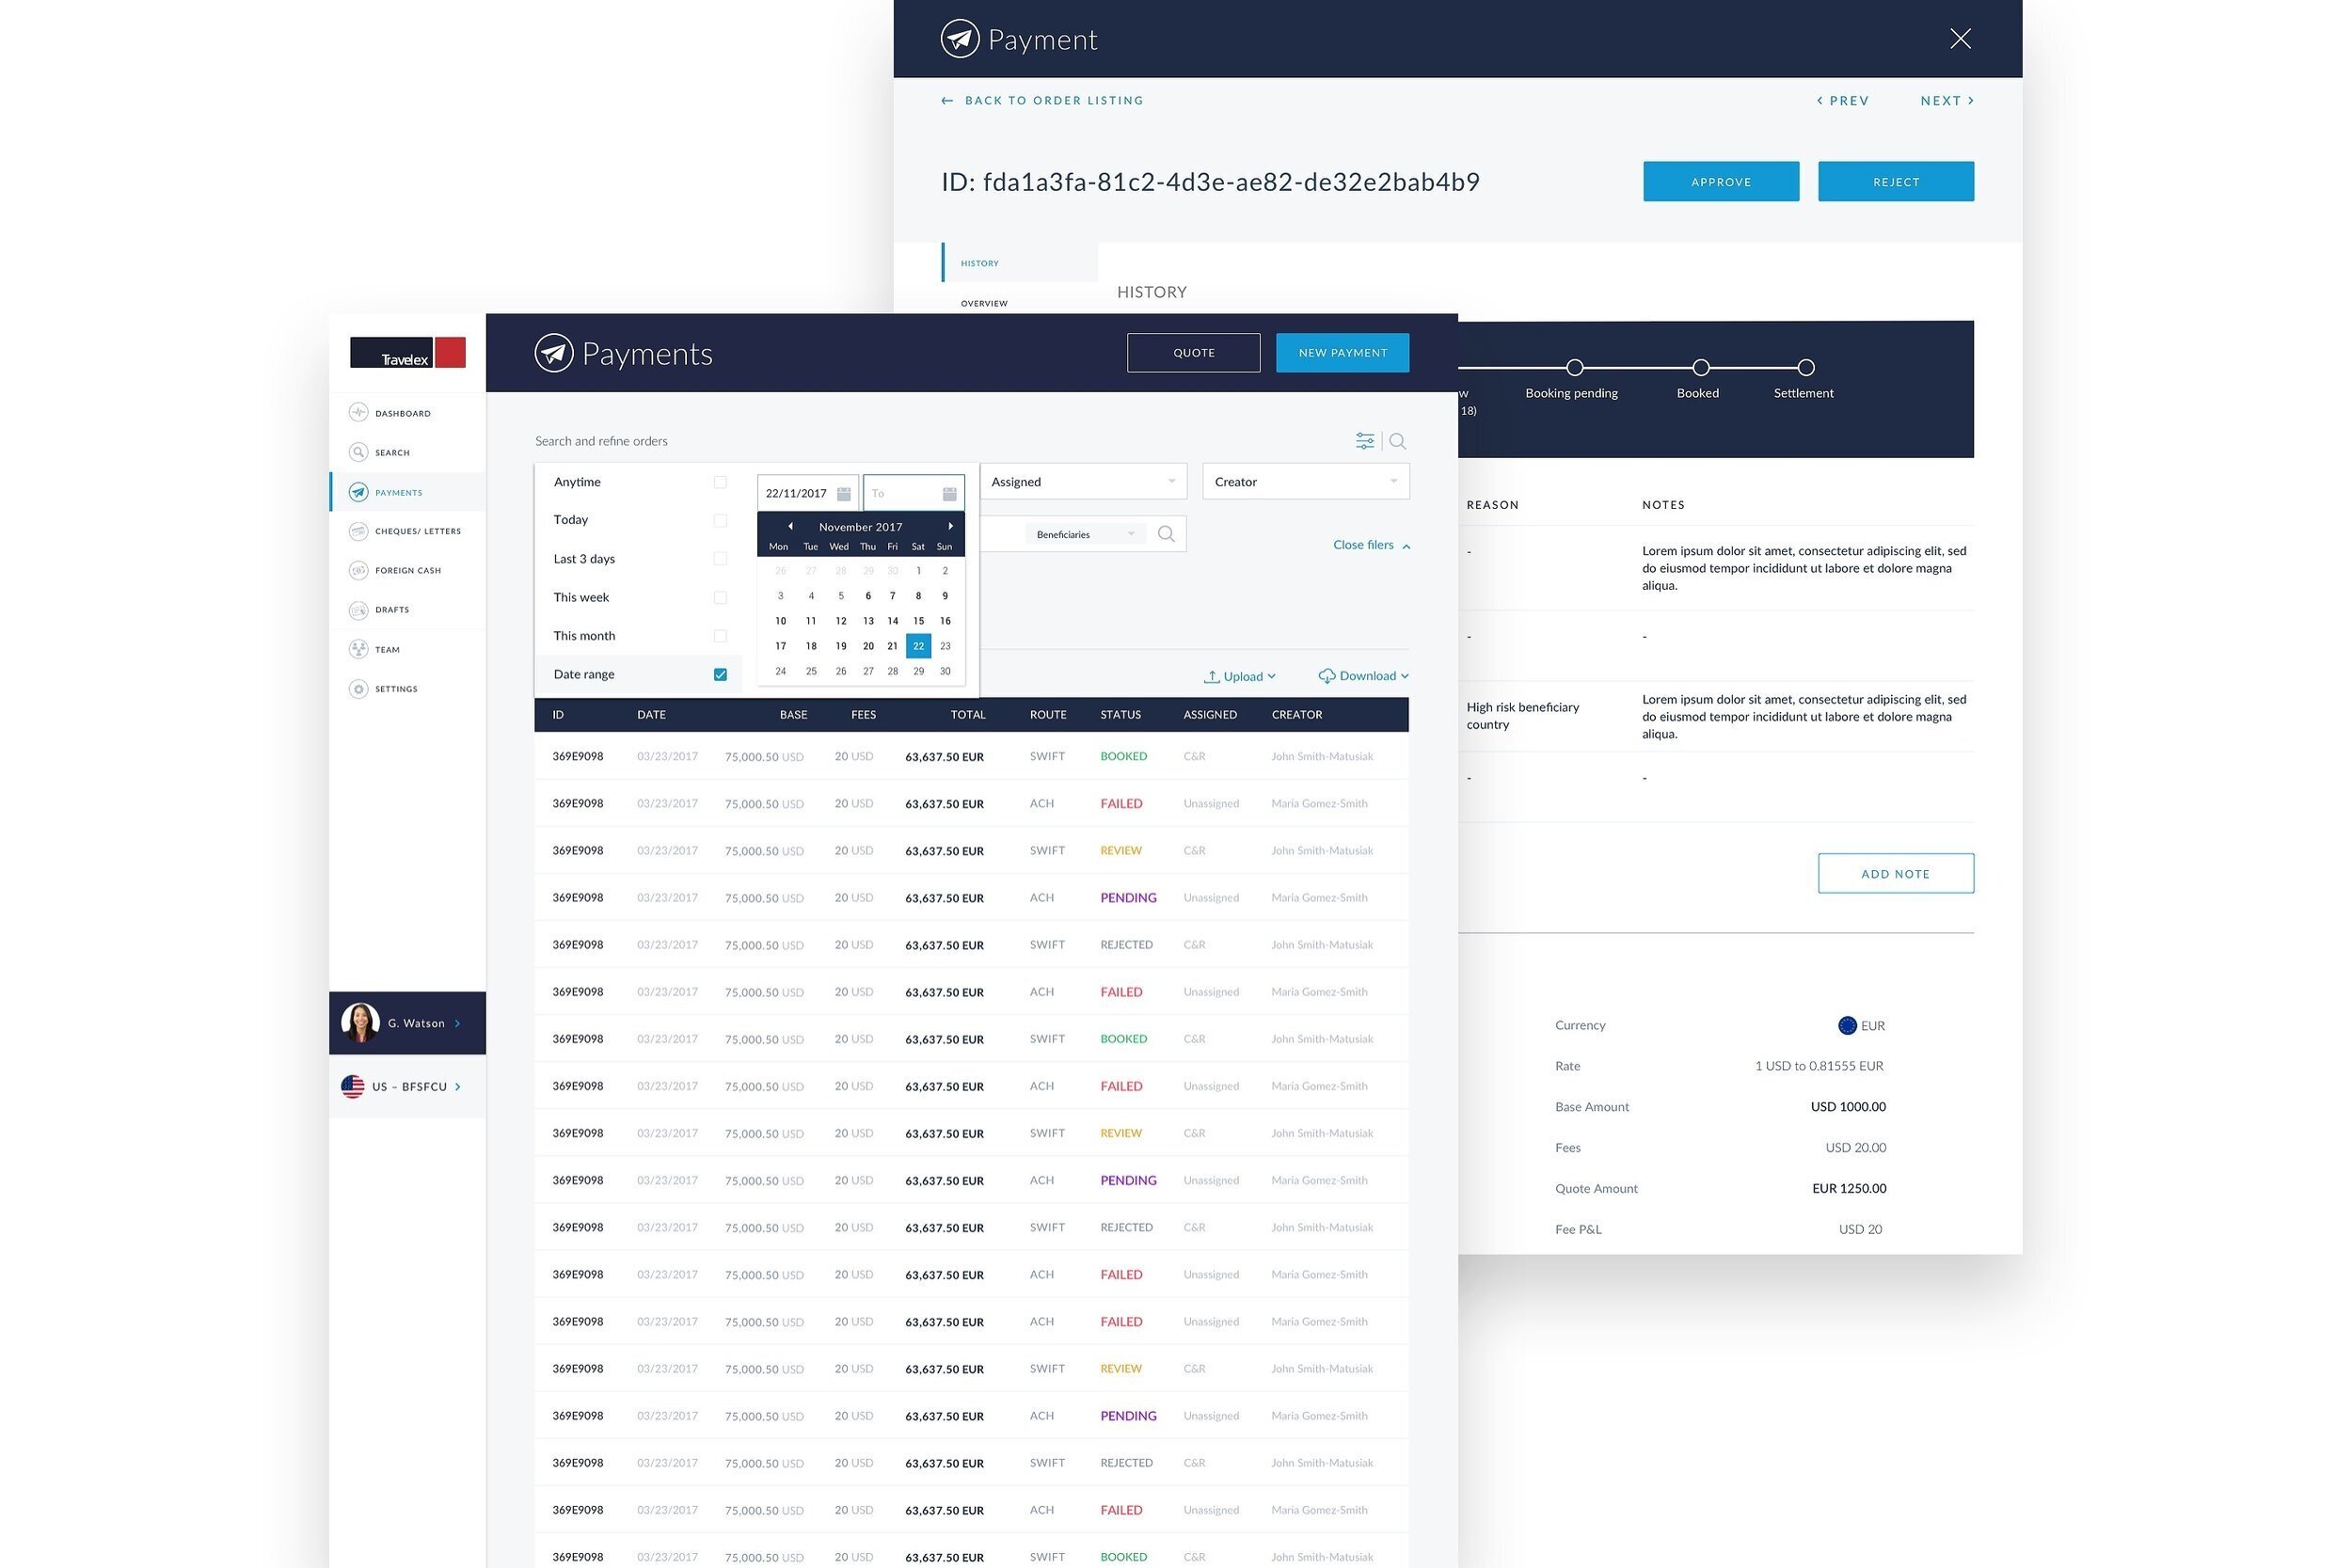 Payment
BACK TO ORDER LISTING
PREV
NEXT
ID: fda1a3fa-81c2-4d3e-ae82-de32e2bab4b9
APPROVE
REJECT
HISTORY
OVERVIEW
HISTORY
w
18)
Booking pending
Booked
Settlement
REASON NOTES
- Lorem ipsum dolor sit amet, consectetur adipiscing elit, sed
do eiusmod tempor incididunt ut labore et dolore magna
aliqua.
- -
High risk beneficiary
country
Lorem ipsum dolor sit amet, consectetur adipiscing elit, sed
do eiusmod tempor incididunt ut labore et dolore magna
aliqua.
- -
ADD NOTE
Currency EUR
Rate 1 USD to 0.81555 EUR
Base Amount USD 1000.00
Fees USD 20.00
Quote Amount EUR 1250.00
Fee P&L USD 20
Travelex
DASHBOARD
SEARCH
PAYMENTS
CHEQUES/ LETTERS
FOREIGN CASH
DRAFTS
TEAM
SETTINGS
G. Watson
US – BFSFCU
Payments
QUOTE
NEW PAYMENT
Search and refine orders
Anytime
Today
Last 3 days
This week
This month
Date range
22/11/2017
To
November 2017
Mon Tue Wed Thu Fri Sat Sun
26 27 28 29 30 1 2
3 4 5 6 7 8 9
10 11 12 13 14 15 16
17 18 19 20 21 22 23
24 25 26 27 28 29 30
Assigned
Creator
Beneficiaries
Close filers
Upload
Download
ID DATE BASE FEES TOTAL ROUTE STATUS ASSIGNED CREATOR
369E9098 03/23/2017 75,000.50 USD 20 USD 63,637.50 EUR SWIFT BOOKED C&R John Smith-Matusiak
369E9098 03/23/2017 75,000.50 USD 20 USD 63,637.50 EUR ACH FAILED Unassigned Maria Gomez-Smith
369E9098 03/23/2017 75,000.50 USD 20 USD 63,637.50 EUR SWIFT REVIEW C&R John Smith-Matusiak
369E9098 03/23/2017 75,000.50 USD 20 USD 63,637.50 EUR ACH PENDING Unassigned Maria Gomez-Smith
369E9098 03/23/2017 75,000.50 USD 20 USD 63,637.50 EUR SWIFT REJECTED C&R John Smith-Matusiak
369E9098 03/23/2017 75,000.50 USD 20 USD 63,637.50 EUR ACH FAILED Unassigned Maria Gomez-Smith
369E9098 03/23/2017 75,000.50 USD 20 USD 63,637.50 EUR SWIFT BOOKED C&R John Smith-Matusiak
369E9098 03/23/2017 75,000.50 USD 20 USD 63,637.50 EUR ACH FAILED Unassigned Maria Gomez-Smith
369E9098 03/23/2017 75,000.50 USD 20 USD 63,637.50 EUR SWIFT REVIEW C&R John Smith-Matusiak
369E9098 03/23/2017 75,000.50 USD 20 USD 63,637.50 EUR ACH PENDING Unassigned Maria Gomez-Smith
369E9098 03/23/2017 75,000.50 USD 20 USD 63,637.50 EUR SWIFT REJECTED C&R John Smith-Matusiak
369E9098 03/23/2017 75,000.50 USD 20 USD 63,637.50 EUR ACH FAILED Unassigned Maria Gomez-Smith
369E9098 03/23/2017 75,000.50 USD 20 USD 63,637.50 EUR ACH FAILED Unassigned Maria Gomez-Smith
369E9098 03/23/2017 75,000.50 USD 20 USD 63,637.50 EUR SWIFT REVIEW C&R John Smith-Matusiak
369E9098 03/23/2017 75,000.50 USD 20 USD 63,637.50 EUR ACH PENDING Unassigned Maria Gomez-Smith
369E9098 03/23/2017 75,000.50 USD 20 USD 63,637.50 EUR SWIFT REJECTED C&R John Smith-Matusiak
369E9098 03/23/2017 75,000.50 USD 20 USD 63,637.50 EUR ACH FAILED Unassigned Maria Gomez-Smith
369E9098 03/23/2017 75,000.50 USD 20 USD 63,637.50 EUR SWIFT BOOKED C&R John Smith-Matusiak